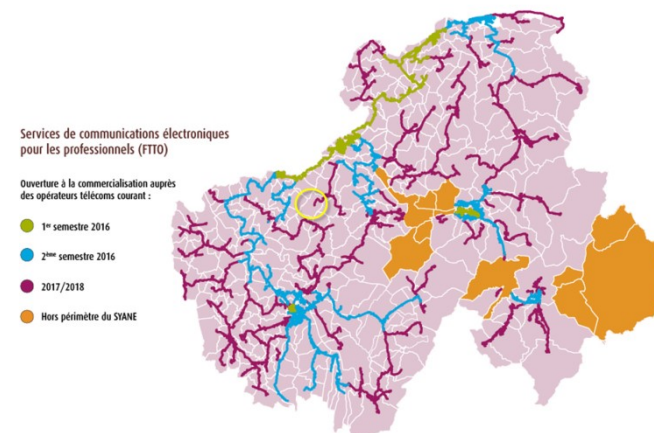 Services de communications électroniques
pour les professionnels (FTTO)
Ouverture à la commercialisation auprès
des opérateurs télécoms courant :
1er semestre 2016
2ème semestre 2016
2017/2018
Hors périmètre du SYANE